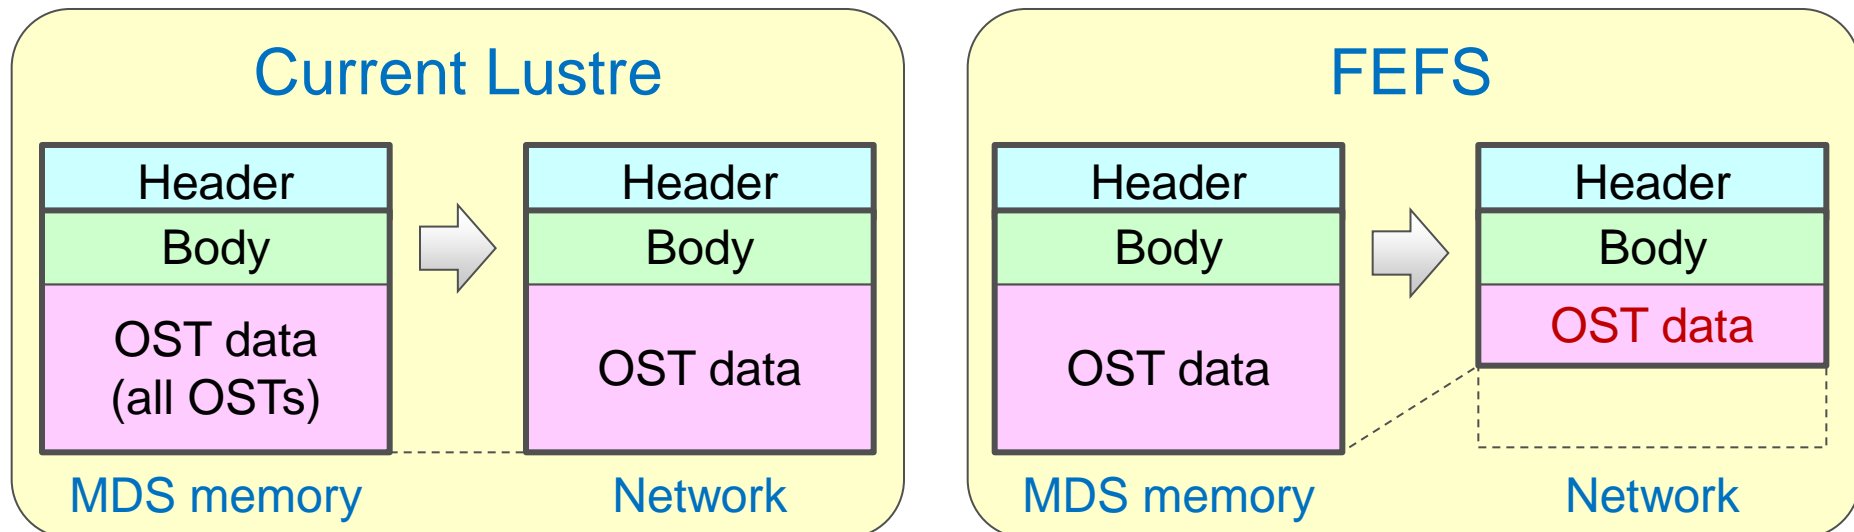 Current Lustre
Header
Body
OST data
(all OSTs)
MDS memory
Header
Body
OST data
Network
FEFS
Header
Body
OST data
MDS memory
Header
Body
OST data
Network